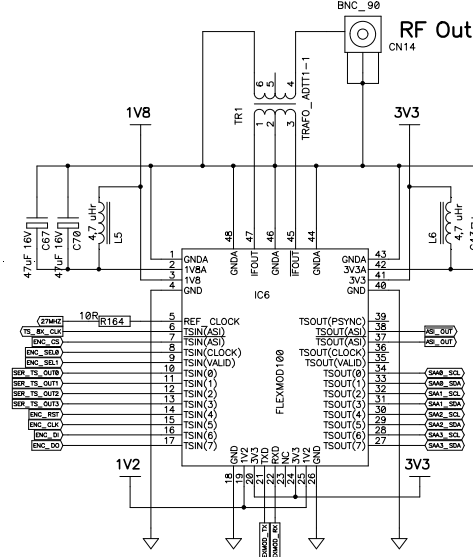 BNC_90
RF Out
CN14
6 5 4
TR1
TRAFO_ADTT1-1
1 2 3
1V8
3V3
47uF 16V
C67
47uF 16V
C70
4,7 uHr
L5
4,7 uHr
L6
48 47 46 45 44
GNDA IFOUT GNDA IFOUT GNDA
1 GNDA
2 1V8A
3 1V8
4 GND
GNDA 43
3V3A 42
3V3 41
GND 40
IC6
FLEXMOD100
27MHZ 10R R164 5 REF_CLOCK
TS_8X_CLK 6 TSIN(ASI)
ENC_CS 7 TSIN(ASI)
ENC_SEL0 8 TSIN(CLOCK)
ENC_SEL1 9 TSIN(VALID)
SER_TS_OUT0 10 TSIN(0)
SER_TS_OUT1 11 TSIN(1)
SER_TS_OUT2 12 TSIN(2)
SER_TS_OUT3 13 TSIN(3)
ENC_RST 14 TSIN(4)
ENC_CLK 15 TSIN(5)
ENC_DI 16 TSIN(6)
ENC_DO 17 TSIN(7)
TSOUT(PSYNC) 39
TSOUT(ASI) 38 ASI_OUT
TSOUT(ASI) 37 ASI_OUT
TSOUT(CLOCK) 36
TSOUT(VALID) 35
TSOUT(0) 34 SAA0_SCL
TSOUT(1) 33 SAA0_SDA
TSOUT(2) 32 SAA1_SCL
TSOUT(3) 31 SAA1_SDA
TSOUT(4) 30 SAA2_SCL
TSOUT(5) 29 SAA2_SDA
TSOUT(6) 28 SAA3_SCL
TSOUT(7) 27 SAA3_SDA
GND 1V2 3V3 TXD RXD NC 3V3 1V2 GND
18 19 20 21 22 23 24 25 26
1V2
3V3